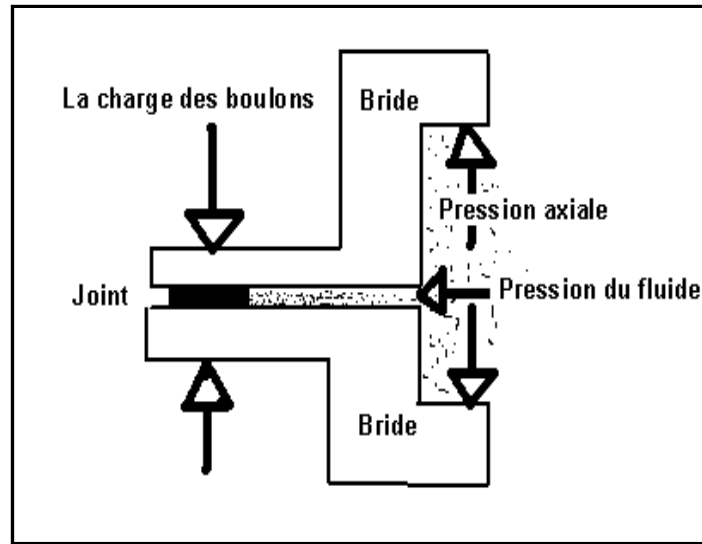 La charge des boulons
Bride
Pression axiale
Joint
Pression du fluide
Bride